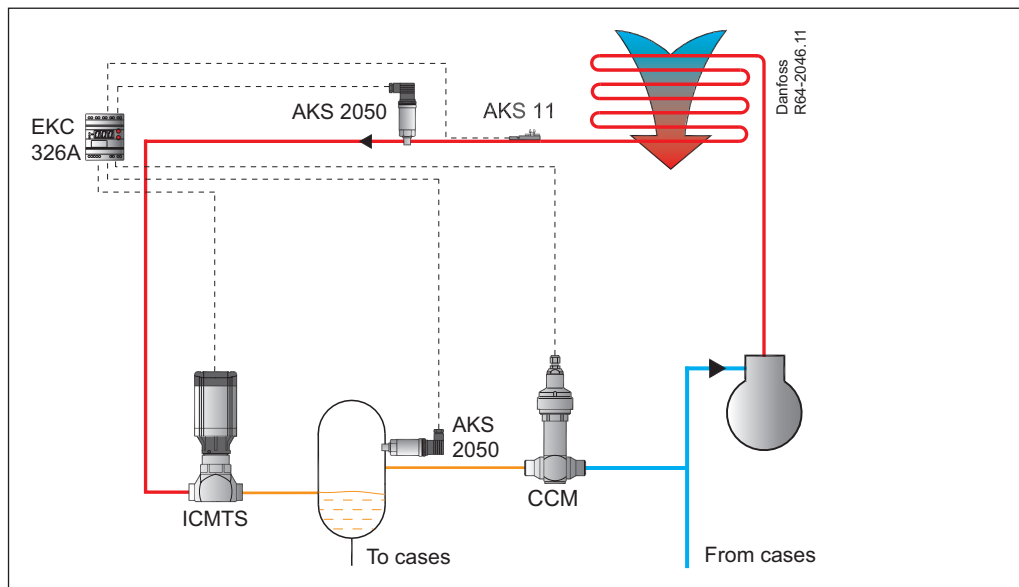 Danfoss
R64-2046.11
AKS 2050
AKS 11
EKC
326A
AKS
2050
ICMTS
CCM
To cases
From cases